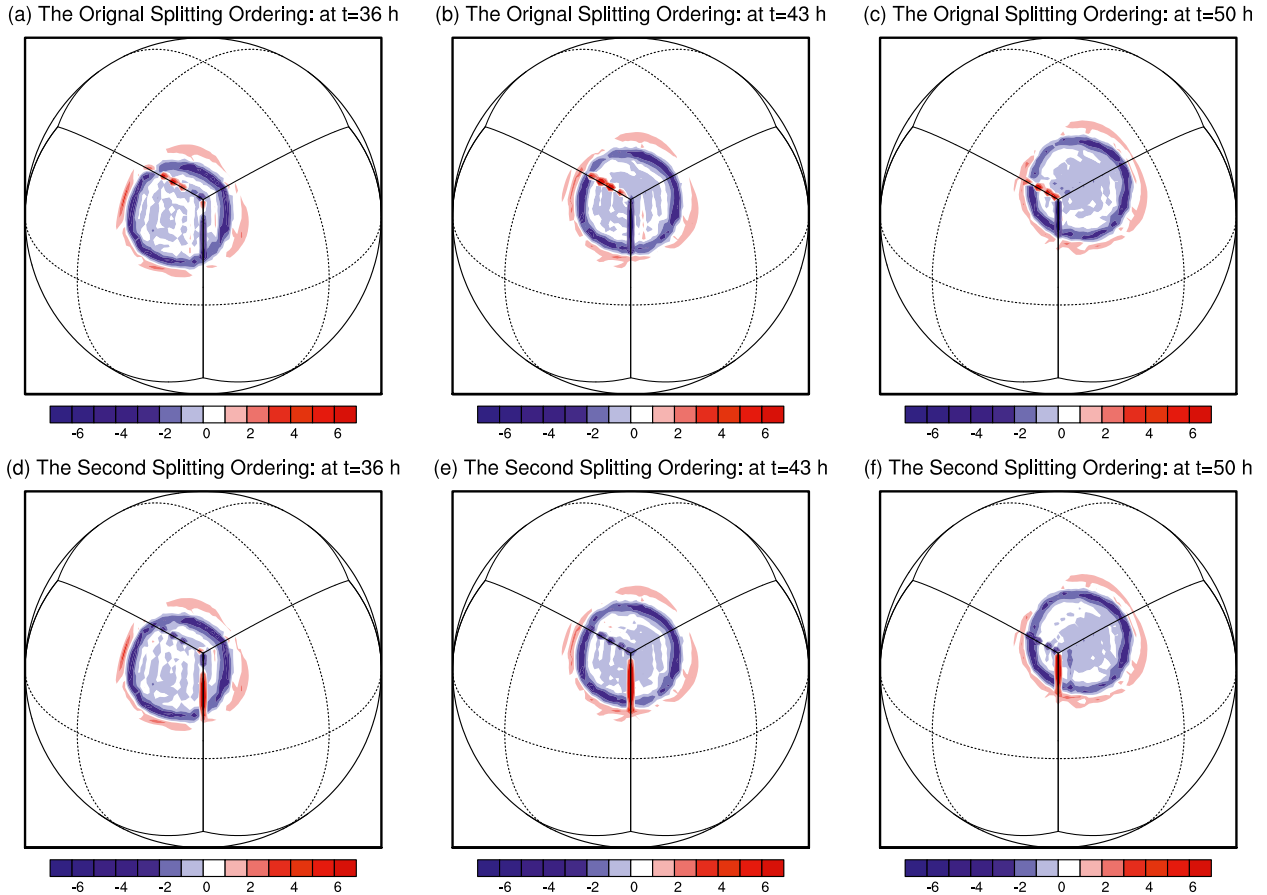 (a) The Orignal Splitting Ordering: at t=36 h
(b) The Orignal Splitting Ordering: at t=43 h
(c) The Orignal Splitting Ordering: at t=50 h
-6 -4 -2 0 2 4 6
-6 -4 -2 0 2 4 6
-6 -4 -2 0 2 4 6
(d) The Second Splitting Ordering: at t=36 h
(e) The Second Splitting Ordering: at t=43 h
(f) The Second Splitting Ordering: at t=50 h
-6 -4 -2 0 2 4 6
-6 -4 -2 0 2 4 6
-6 -4 -2 0 2 4 6